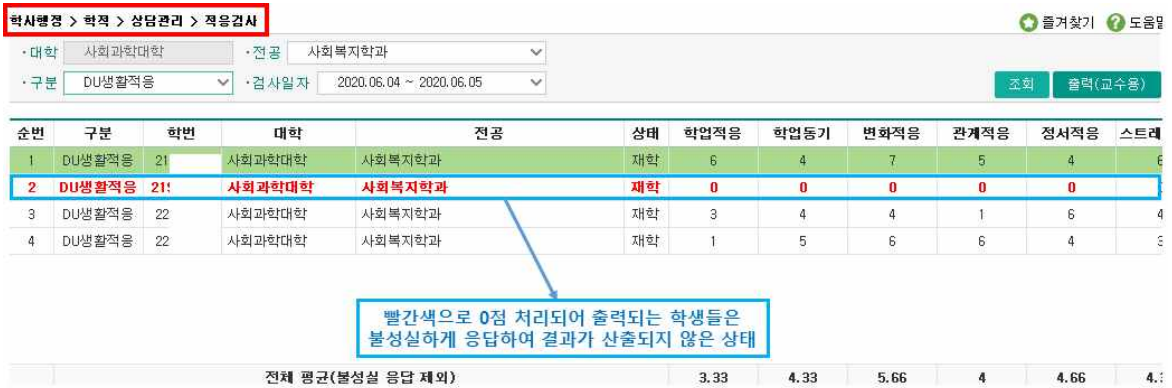 학사행정 > 학적 > 상담관리 > 적응검사
즐겨찾기 도움말
·대학 사회과학대학 ·전공 사회복지학과
·구분 DU생활적응 ·검사일자 2020.06.04 ~ 2020.06.05 조회 출력(교수용)
순번 구분 학번 대학 전공 상태 학업적응 학업동기 변화적응 관계적응 정서적응 스트레
1 DU생활적응 21 사회과학대학 사회복지학과 재학 6 4 7 5 4 6
2 DU생활적응 21 사회과학대학 사회복지학과 재학 0 0 0 0 0
3 DU생활적응 22 사회과학대학 사회복지학과 재학 3 4 4 1 6 4
4 DU생활적응 22 사회과학대학 사회복지학과 재학 1 5 6 6 4
빨간색으로 0점 처리되어 출력되는 학생들은
불성실하게 응답하여 결과가 산출되지 않은 상태
전체 평균(불성실 응답 제외) 3.33 4.33 5.66 4 4.66 4.